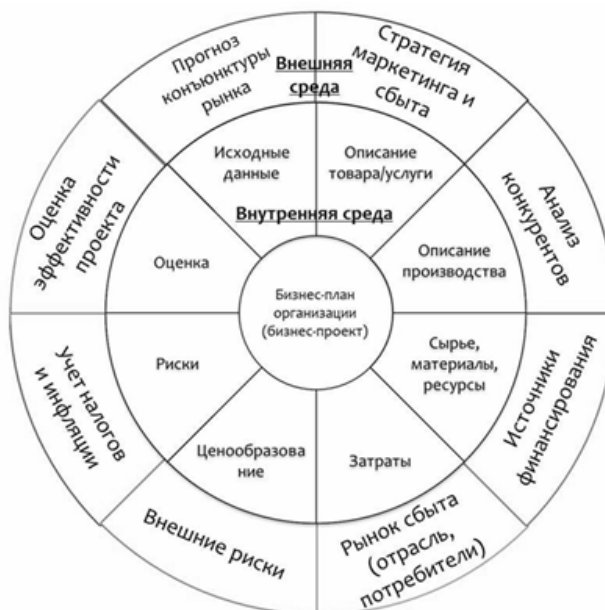 Прогноз
конъюнктуры
рынка
Внешняя
среда
Стратегия
маркетинга и
сбыта
Анализ
конкурентов
Источники
финансирования
Рынок сбыта
(отрасль,
потребители)
Внешние риски
Учет налогов
и инфляции
Оценка
эффективности
проекта
Исходные
данные
Описание
товара/услуги
Внутренняя среда
Описание
производства
Сырье,
материалы,
ресурсы
Затраты
Ценообразова
ние
Риски
Оценка
Бизнес-план
организации
(бизнес-проект)